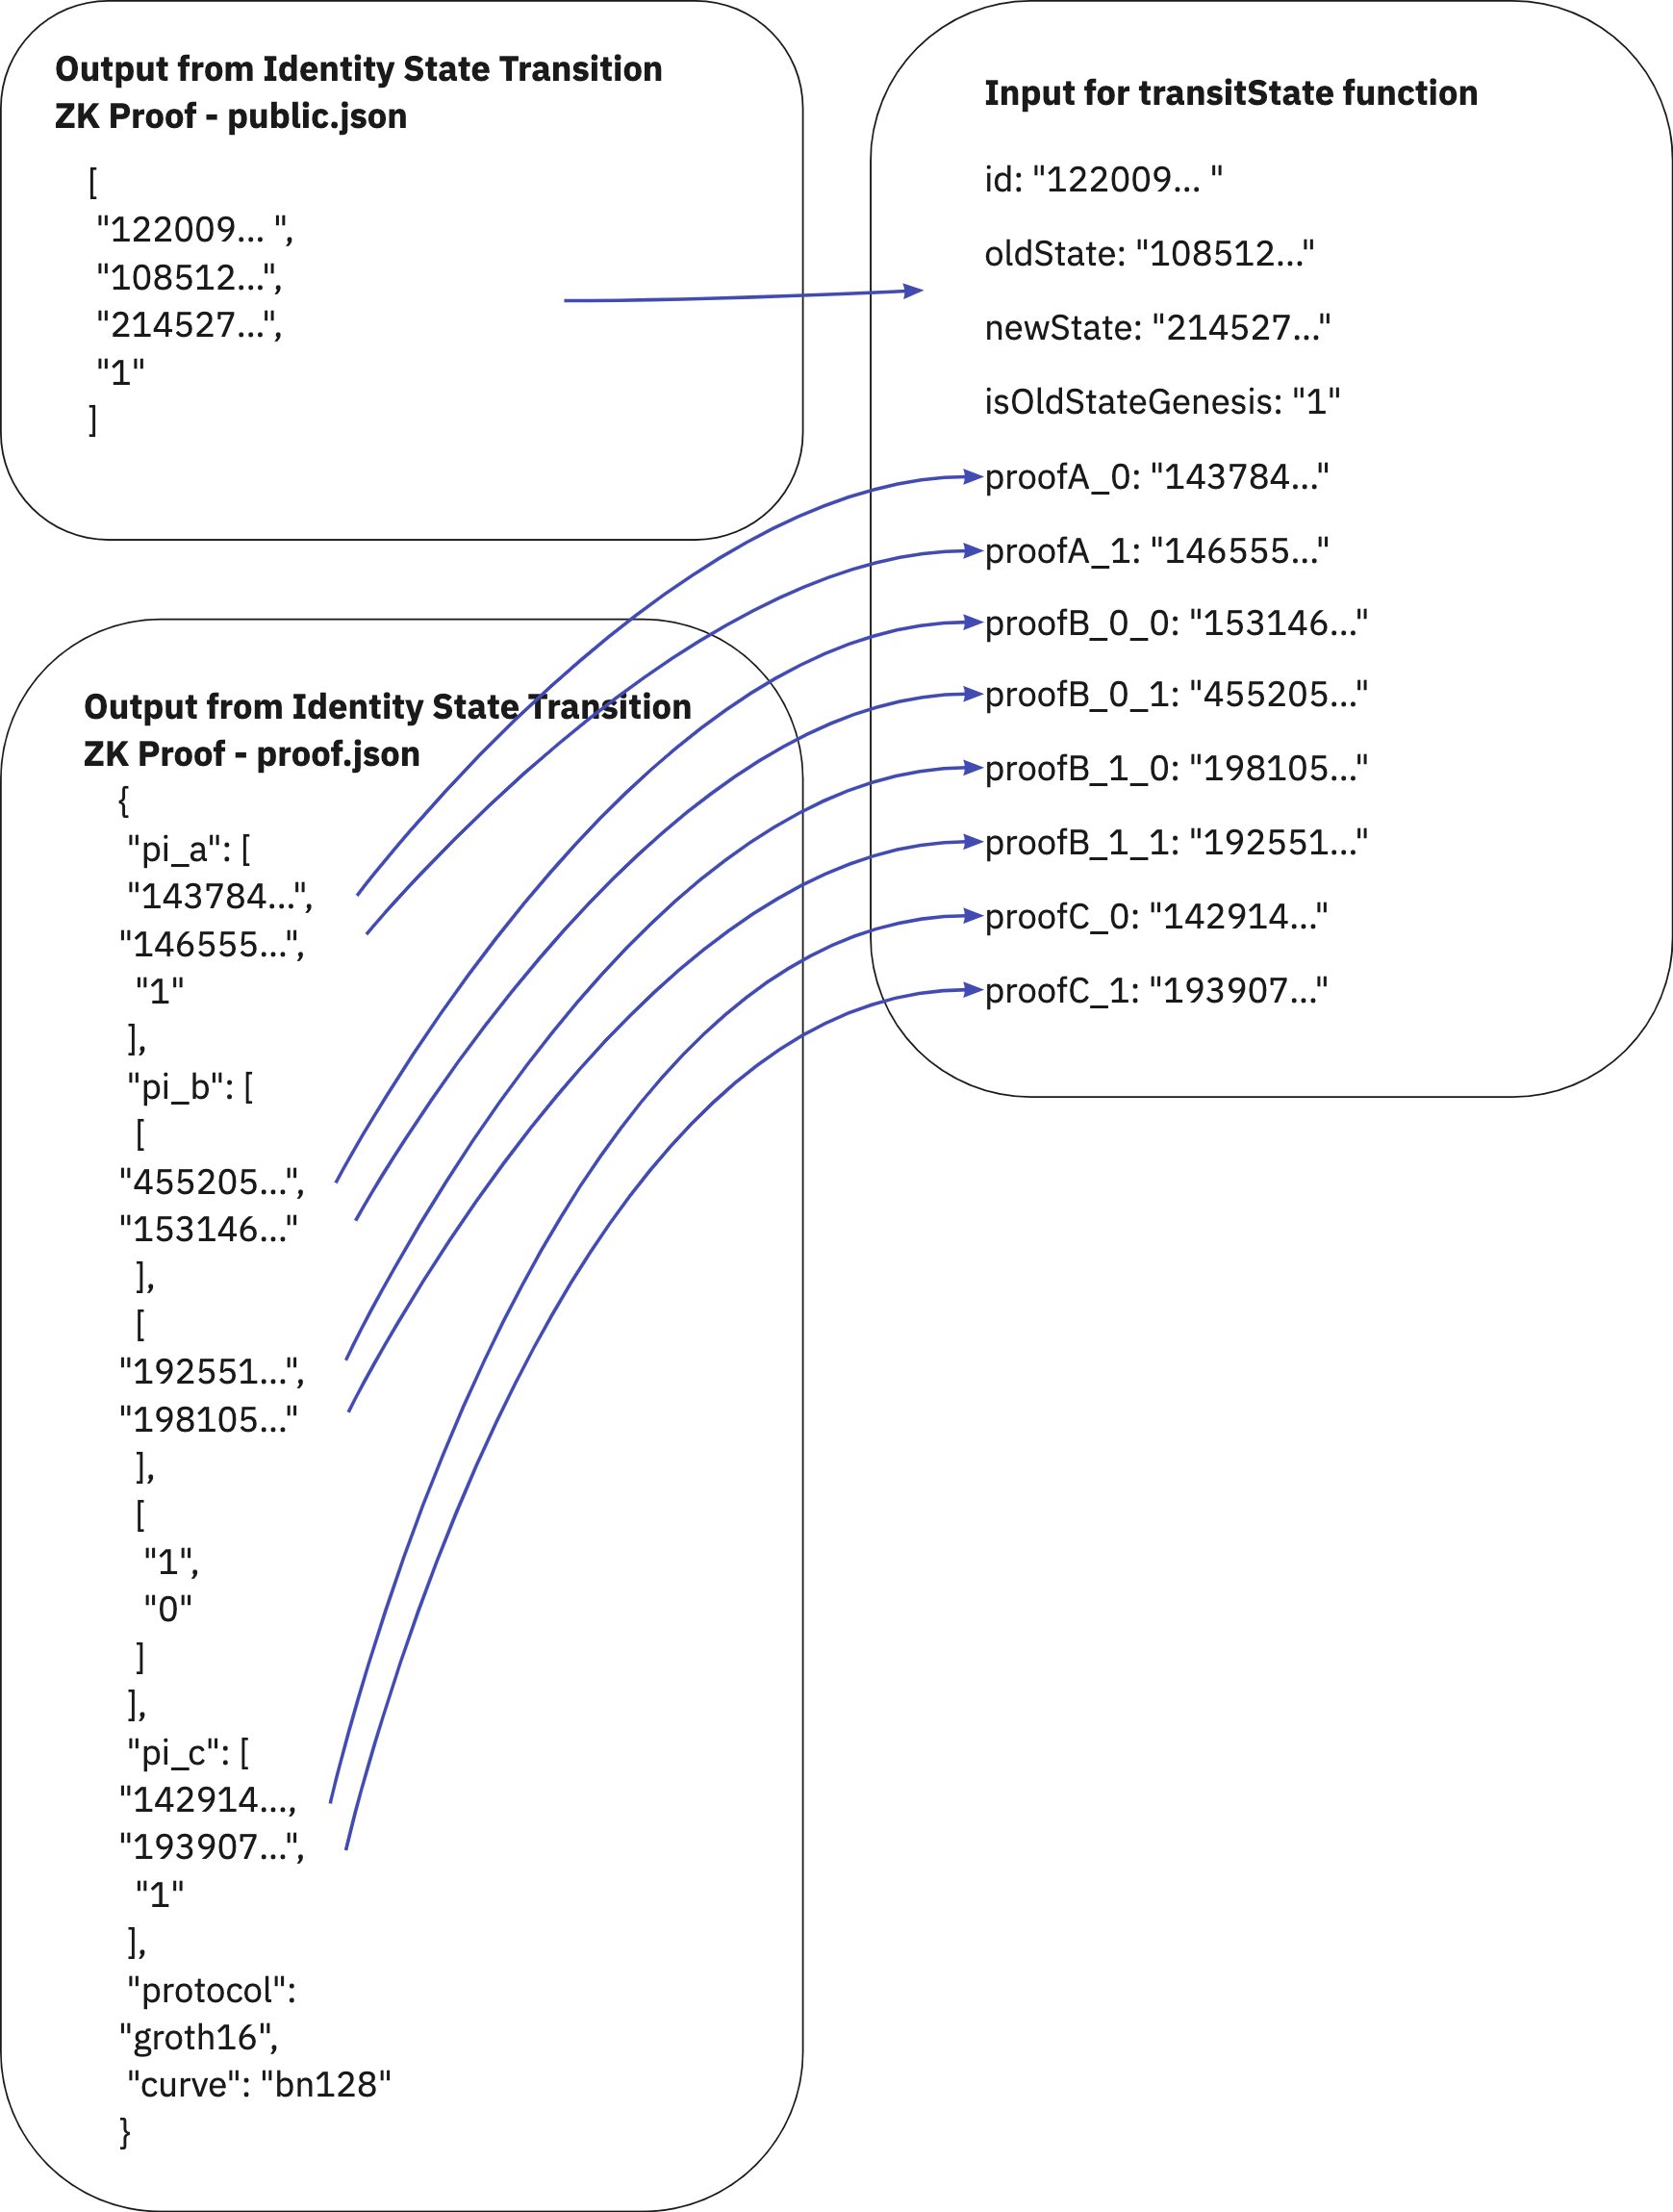 Output from Identity State Transition
ZK Proof - public.json
[
"122009... ",
"108512...",
"214527...",
"1"
]
Output from Identity State Transition
ZK Proof - proof.json
{
"pi_a": [
"143784...",
"146555...",
"1"
],
"pi_b": [
[
"455205...",
"153146..."
],
[
"192551...",
"198105..."
],
[
"1",
"0"
]
],
"pi_c": [
"142914...,
"193907...",
"1"
],
"protocol":
"groth16",
"curve": "bn128"
}
Input for transitState function
id: "122009... "
oldState: "108512..."
newState: "214527..."
isOldStateGenesis: "1"
proofA_0: "143784..."
proofA_1: "146555..."
proofB_0_0: "153146..."
proofB_0_1: "455205..."
proofB_1_0: "198105..."
proofB_1_1: "192551..."
proofC_0: "142914..."
proofC_1: "193907..."